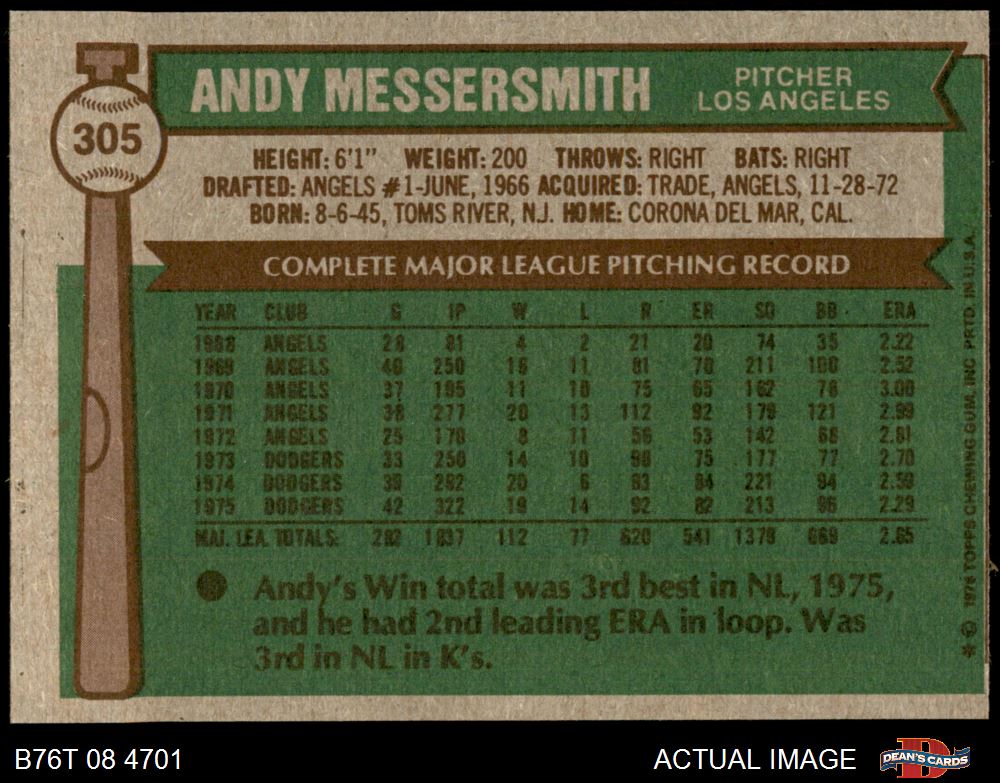 305
ANDY MESSERSMITH
PITCHER
LOS ANGELES
HEIGHT: 6'1" WEIGHT: 200 THROWS: RIGHT BATS: RIGHT
DRAFTED: ANGELS #1-JUNE, 1966 ACQUIRED: TRADE, ANGELS, 11-28-72
BORN: 8-6-45, TOMS RIVER, N.J. HOME: CORONA DEL MAR, CAL.
COMPLETE MAJOR LEAGUE PITCHING RECORD
YEAR CLUB G IP W L R ER SO BB ERA
1968 ANGELS 28 81 4 2 21 20 74 35 2.22
1969 ANGELS 40 250 16 11 81 70 211 100 2.52
1970 ANGELS 37 195 11 10 75 65 162 78 3.00
1971 ANGELS 38 277 20 13 112 92 179 121 2.99
1972 ANGELS 25 170 8 11 56 53 142 68 2.81
1973 DODGERS 33 250 14 10 90 75 177 77 2.70
1974 DODGERS 39 292 20 6 93 84 221 94 2.59
1975 DODGERS 42 322 19 14 92 82 213 96 2.29
MAJ. LEA. TOTALS: 282 1837 112 77 620 541 1379 669 2.65
Andy's Win total was 3rd best in NL, 1975,
and he had 2nd leading ERA in loop. Was
3rd in NL in K's.
* © 1976 TOPPS CHEWING GUM, INC PRTD. IN U.S.A.
B76T 08 4701
ACTUAL IMAGE
DEAN'S CARDS